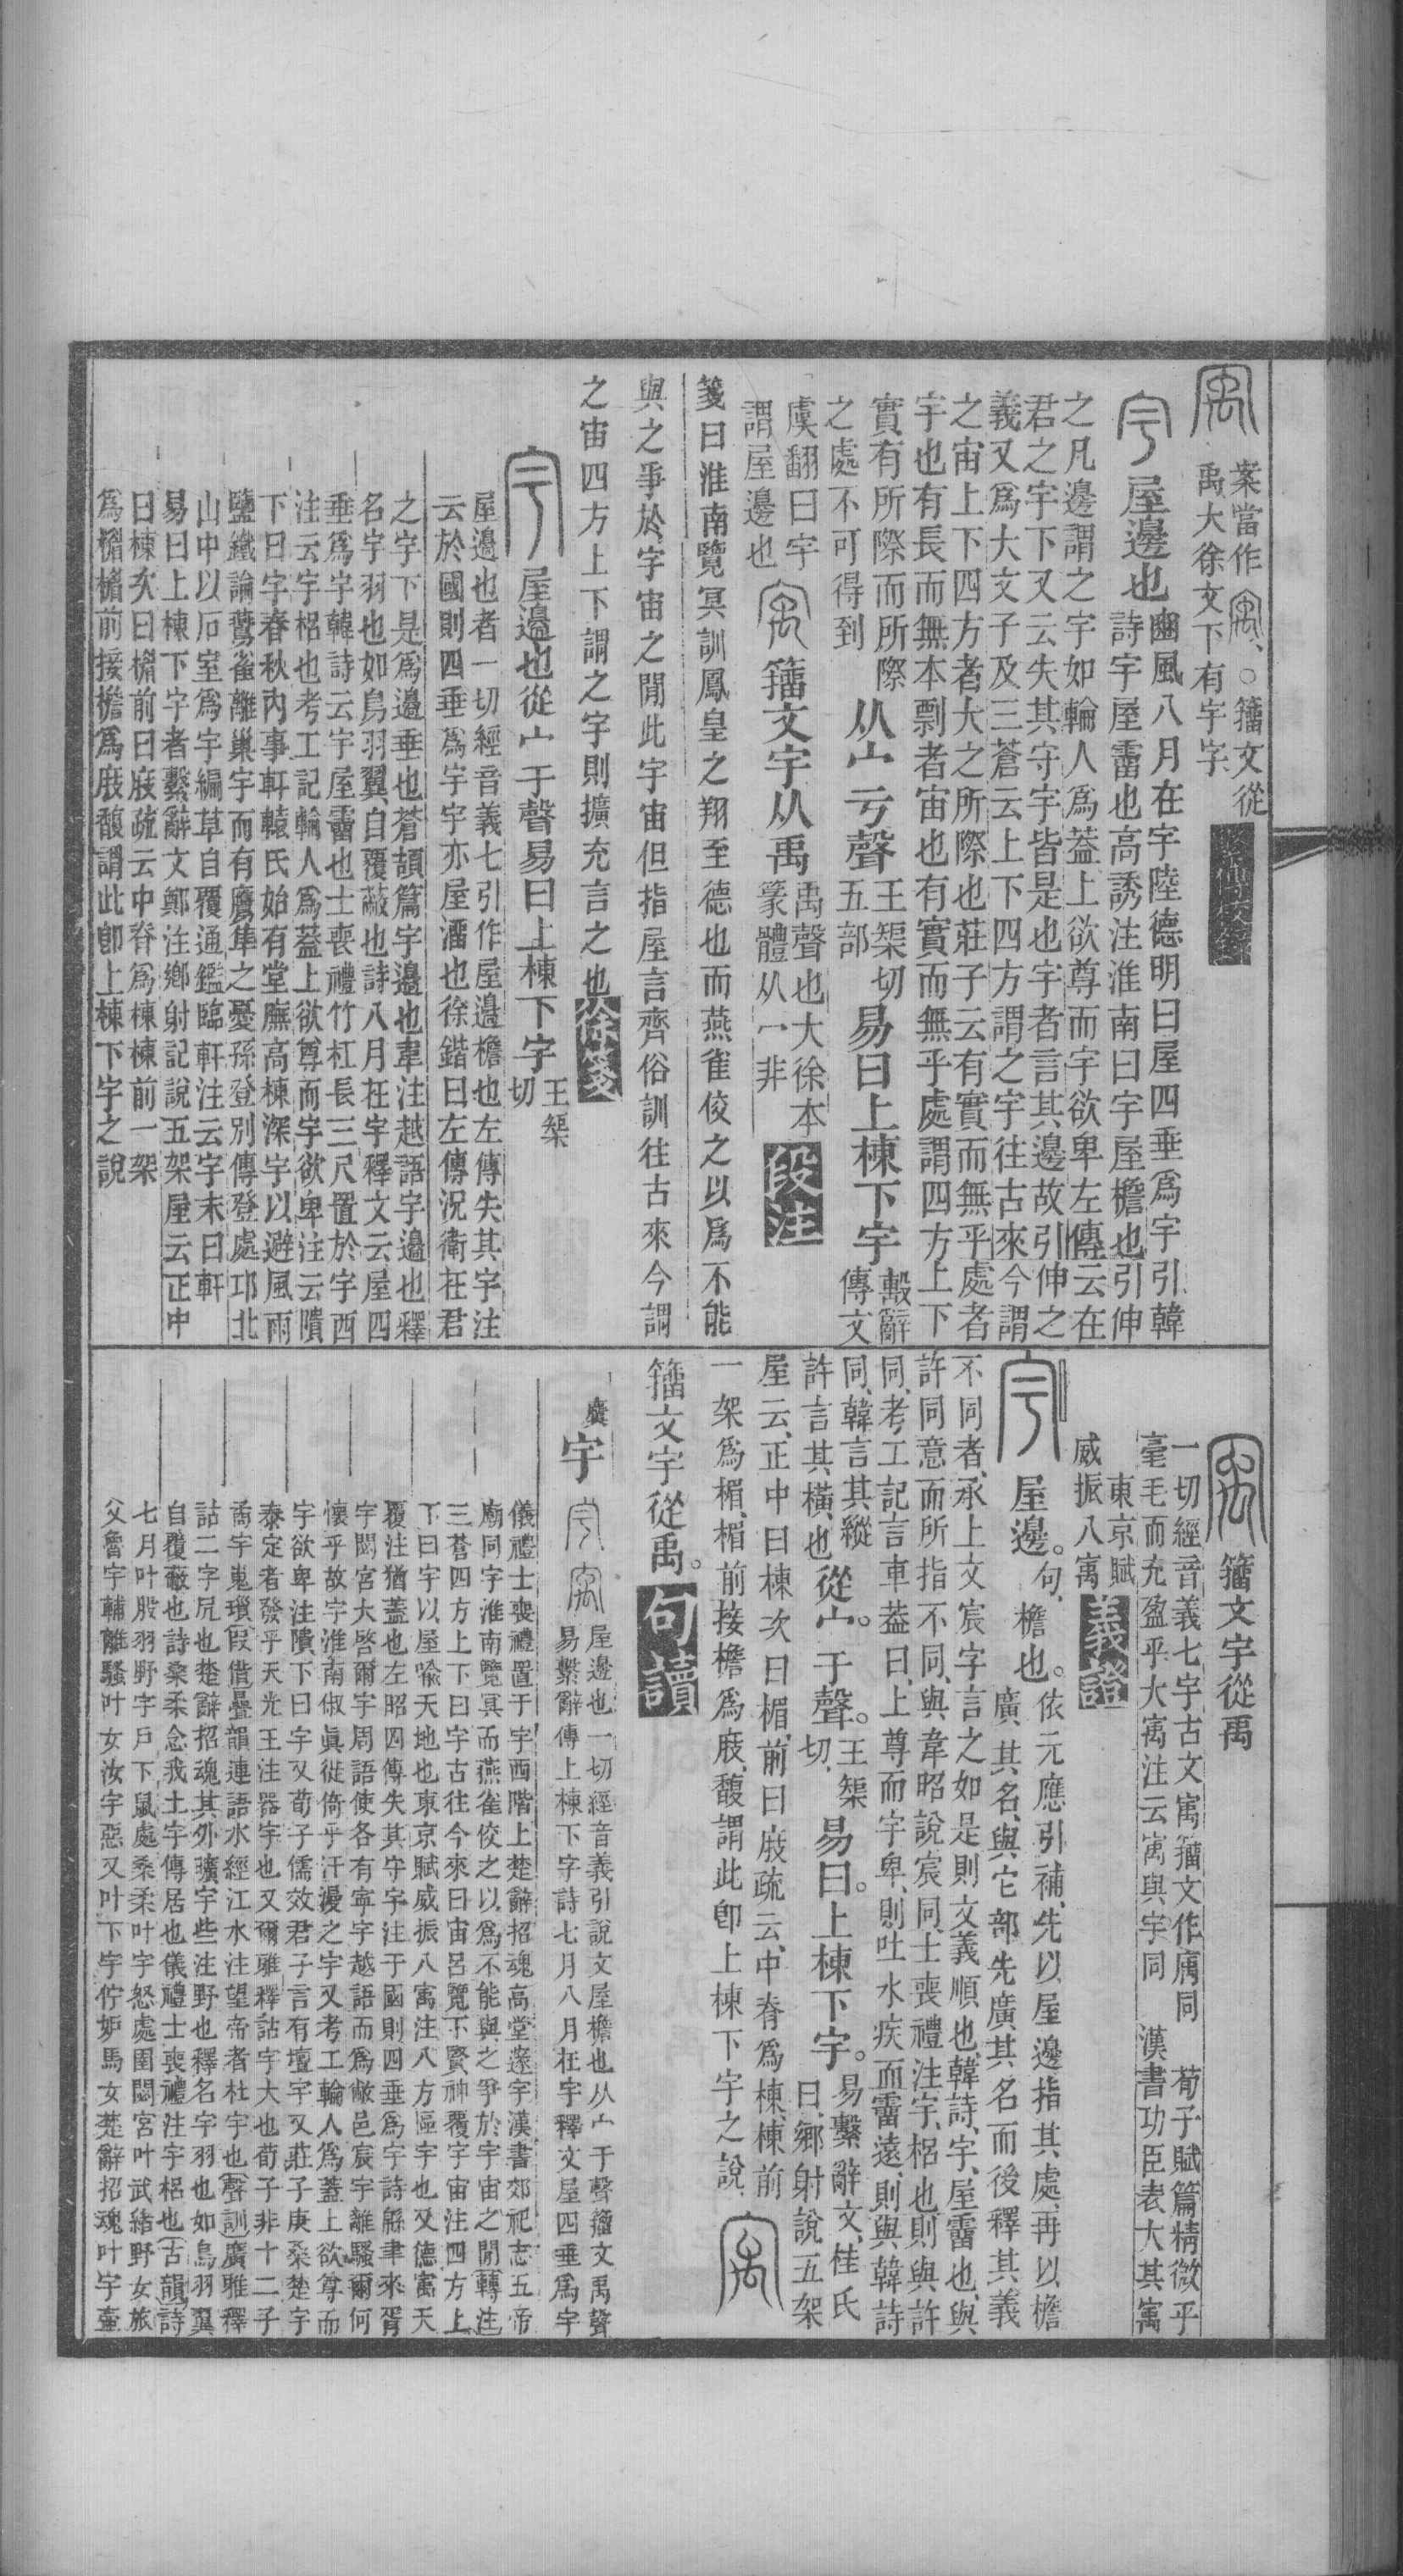 案當作𡪢、○籒文從
禹大徐文下有宇字
宇屋邊也
豳風八月在宇陸德明曰屋四垂爲宇引韓
詩宇屋霤也高誘注淮南曰宇屋檐也引伸
之凡邊謂之宇如輪人爲葢上欲尊而宇欲卑左傳云在
君之宇下又云失其守宇皆是也宇者言其邊故引伸之
義又爲大文子及三蒼云上下四方謂之宇往古來今謂
之宙上下四方者大之所際也莊子云有實而無乎處者
宇也有長而無本剽者宙也有實而無乎處謂四方上下
實有所際而所際
之處不可得到
从宀亏聲
王榘切
五部
易曰上棟下宇
毄辭
傳文
虞翻曰宇
謂屋邊也
𡪢籒文宇从禹
禹聲也大徐本
篆體从一非
段注
箋曰淮南覽冥訓鳳皇之翔至德也而燕雀佼之以爲不能
與之爭於宇宙之閒此宇宙但指屋言齊俗訓往古來今謂
之宙四方上下謂之宇則擴充言之也
徐箋
宇屋邊也從宀于聲易曰上棟下宇
王榘
切
屋邊也者一切經音義七引作屋邊檐也左傳失其宇注
云於國則四垂爲宇宇亦屋霤也徐鍇曰左傳況衛在君
之宇下是爲邊垂也蒼頡篇宇邊也韋注越語宇邊也釋
名宇羽也如鳥羽翼自覆蔽也詩八月在宇釋文云屋四
垂爲宇韓詩云宇屋霤也士喪禮竹杠長三尺置於宇西
注云宇梠也考工記輪人爲葢上欲尊而宇欲卑注云隤
下曰宇春秋內事軒轅氏始有堂廡高棟深宇以避風雨
鹽鐵論鷰雀離巢宇而有鷹隼之憂孫登別傳登處邛北
山中以石室爲宇編草自覆通鑑臨軒注云宇末曰軒
易曰上棟下宇者繫辭文鄭注鄉射記說五架屋云正中
曰棟次曰楣前曰庪疏云中脊爲棟棟前一架
爲楣楣前接檐爲庪馥謂此卽上棟下宇之說
𡪢籒文宇從禹
一切經音義七宇古文寓籒文作庽同　荀子賦篇精微乎
毫毛而充盈乎大寓注云寓與宇同　漢書功臣表大其寓
東京賦
威振八寓
義證
宇屋邊。句、檐也。
依元應引補、先以屋邊指其處、再以檐
廣其名、與它部先廣其名而後釋其義
不同者、承上文宸字言之如是則文義順也、韓詩、宇、屋霤也、與
許同意而所指不同、與韋昭說宸同、士喪禮注宇、梠也、則與許
同、考工記言車葢曰、上尊而宇卑、則吐水疾而霤遠、則與韓詩
同、韓言其縱
許言其橫也
從宀。于聲。
王榘
切、
易曰。上棟下宇。
易繫辭文、桂氏
曰、鄉射說五架
屋云、正中曰棟次曰楣、前曰庪疏云、中脊爲棟、棟前
一架爲楣、楣前接檐爲庪、馥謂此卽上棟下宇之說、
𡪢
籒文宇從禹。
句讀
宇
屋邊也一切經音義引說文屋檐也从宀于聲籒文禹聲
易繫辭傳上棟下宇詩七月八月在宇釋文屋四垂爲宇
儀禮士喪禮置于宇西階上楚辭招魂高堂邃宇漢書郊祀志五帝
廟同宇淮南覽冥而燕雀佼之以爲不能與之爭於宇宙之閒轉注
三蒼四方上下曰宇古往今來曰宙呂覽下賢神覆宇宙注四方上
下曰宇以屋喻天地也東京賦威振八寓注八方區宇也又德寓天
覆注猶葢也左昭四傳失其守宇注于國則四垂爲宇詩緜聿來胥
宇閟宮大啓爾宇周語使各有寧宇越語而爲敝邑宸宇離騷爾何
懷乎故宇淮南俶眞徙倚乎汗漫之宇又考工輪人爲蓋上欲尊而
宇欲卑注隤下曰宇又荀子儒效君子言有壇宇又莊子庚桑楚宇
泰定者發乎天光王注器宇也又爾雅釋詁宇大也荀子非十二子
矞宇嵬瑣假借曡韻連語水經江水注望帝者杜宇也聲訓廣雅釋
詁二宇凥也楚辭招魂其外曠宇些注野也釋名宇羽也如鳥羽翼
自覆蔽也詩桑柔念我土宇傳居也儀禮士喪禮注宇梠也古韻詩
七月叶股羽野宇戶下鼠處桑柔叶宇怒處圉閟宮叶武緖野女旅
父魯宇輔離騷叶女汝宇惡又叶下宇佇妒馬女楚辭招魂叶宇壺